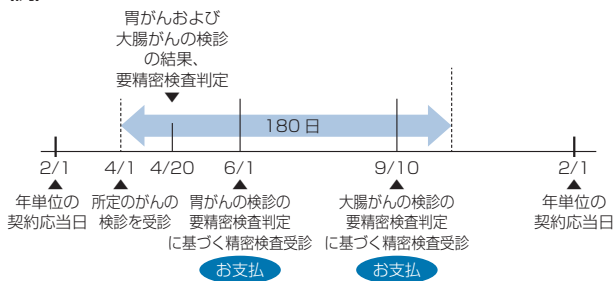 胃がんおよび
大腸がんの検診
の結果、
要精密検査判定
▼
180日
2/1
4/1
4/20
6/1
9/10
2/1
▲
▲
▲
▲
▲
年単位の
契約応当日
所定のがんの
検診を受診
胃がんの検診の
要精密検査判定
に基づく精密検査受診
お支払
大腸がんの検診の
要精密検査判定
に基づく精密検査受診
お支払
年単位の
契約応当日